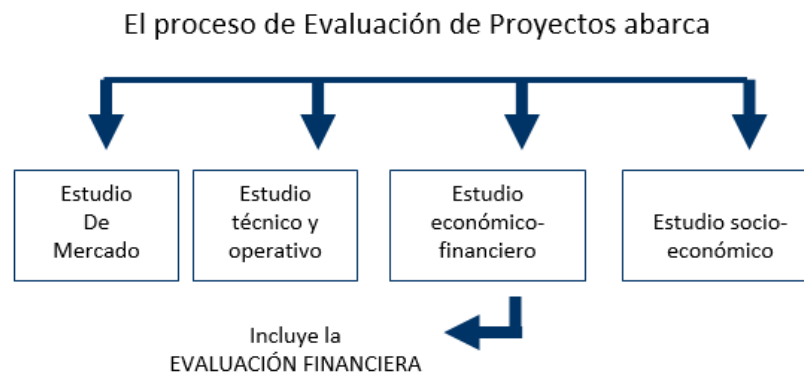 El proceso de Evaluación de Proyectos abarca
Estudio
De
Mercado
Estudio
técnico y
operativo
Estudio
económico-
financiero
Estudio socio-
económico
Incluye la
EVALUACIÓN FINANCIERA